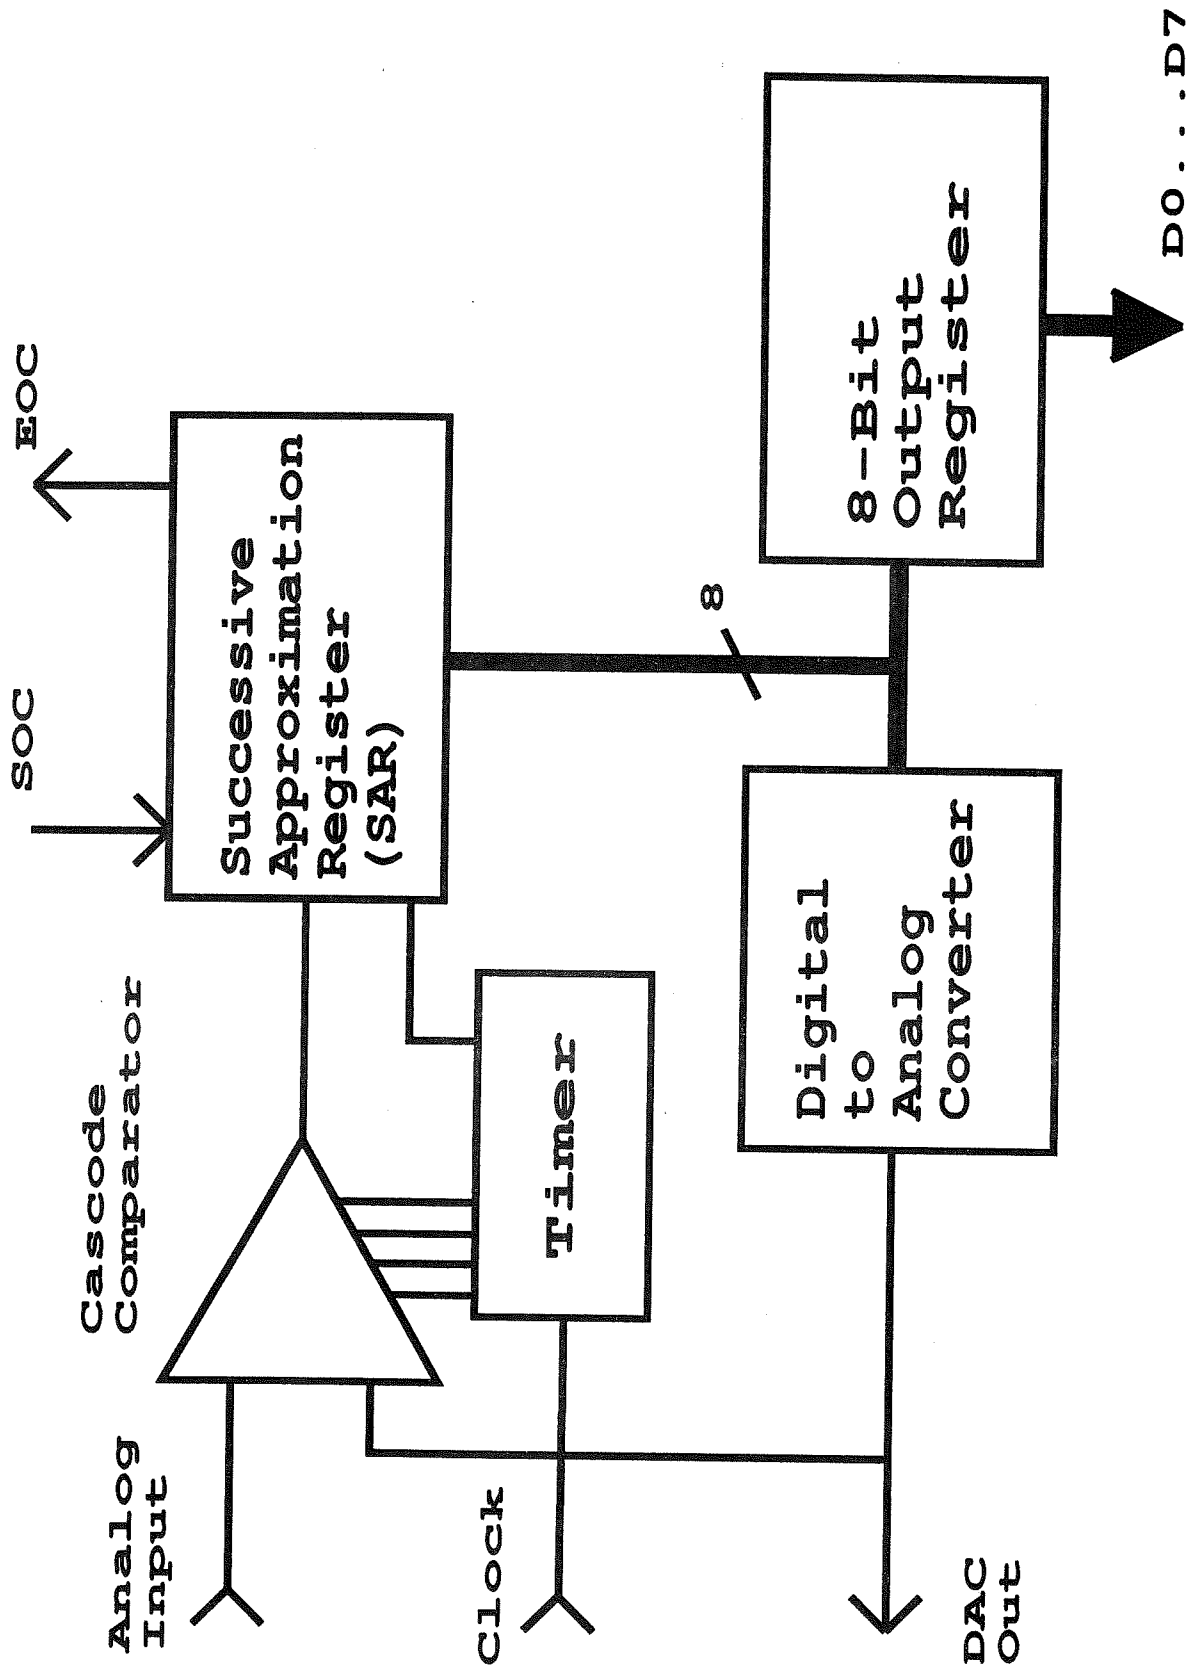 SOC
EOC
Cascode
Comparator
Analog
Input
Successive
Approximation
Register
(SAR)
Clock
Timer
8
Digital
to
Analog
Converter
8-Bit
Output
Register
DAC
Out
D0....D7